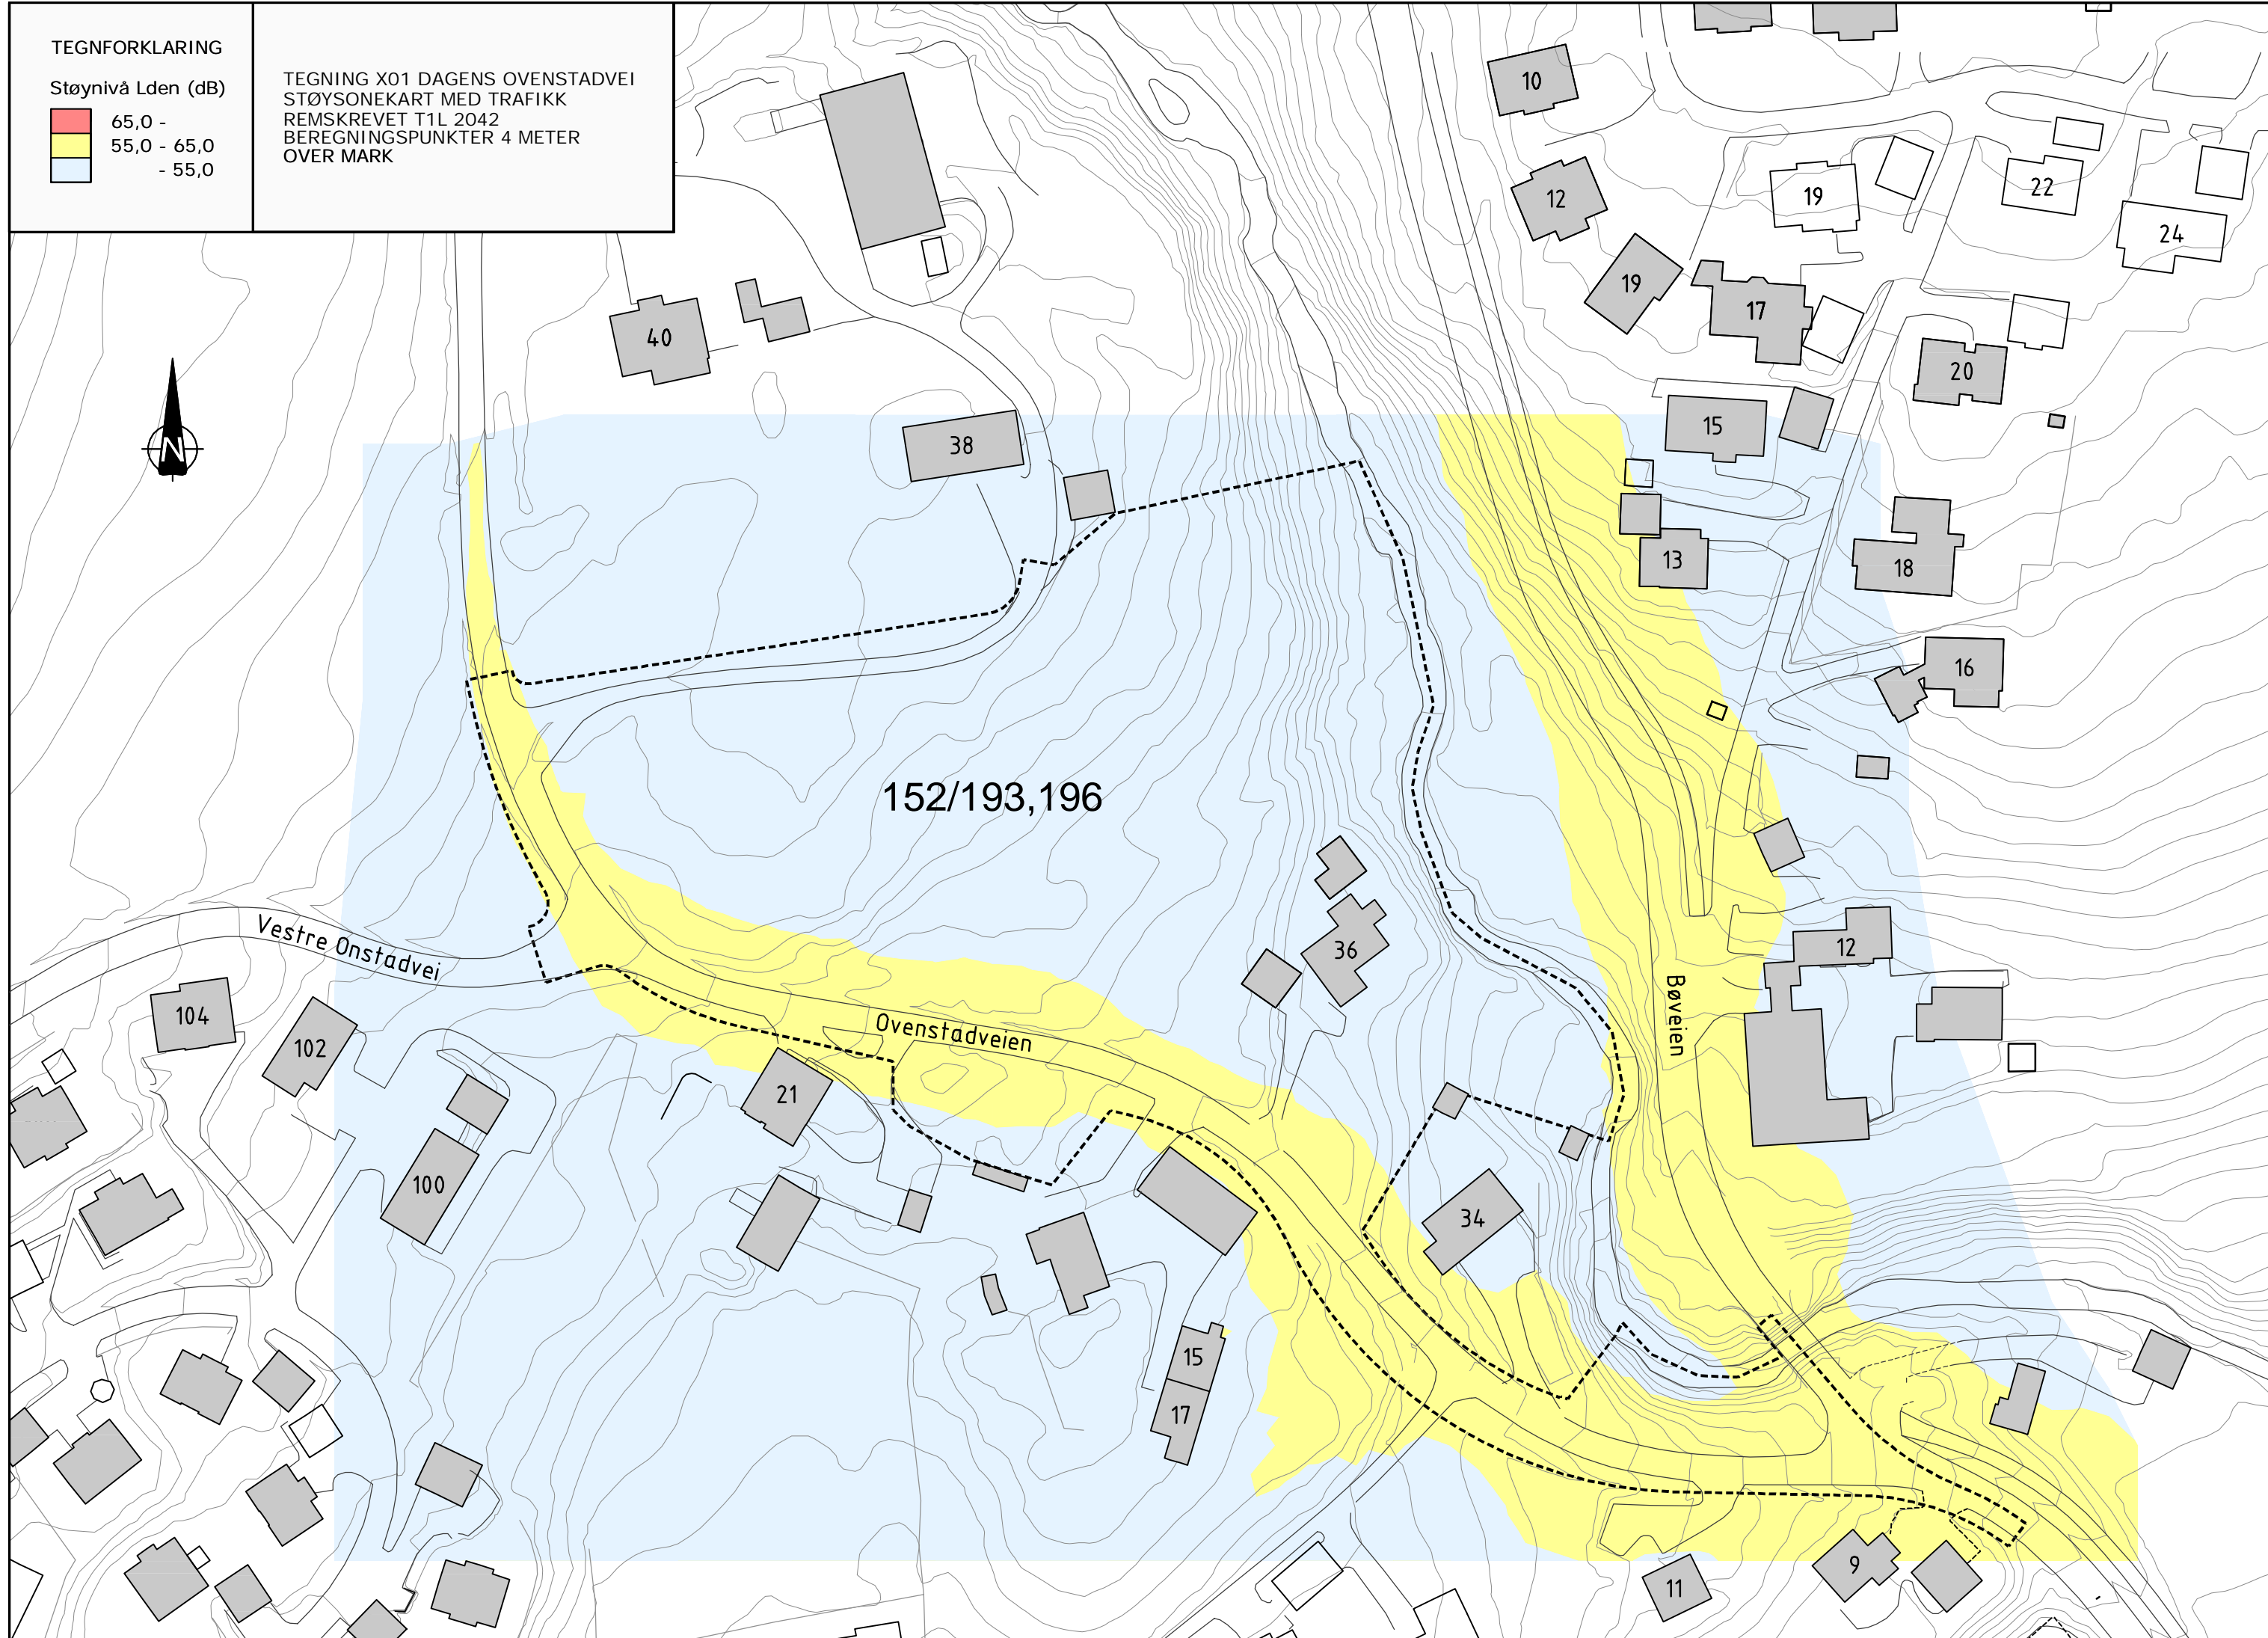 TEGNFORKLARING
Støynivå Lden (dB)
65,0 -
55,0 - 65,0
- 55,0
TEGNING X01 DAGENS OVENSTADVEI
STØYSONEKART MED TRAFIKK
REMSKREVET T1L 2042
BEREGNINGSPUNKTER 4 METER
OVER MARK
10
12
19
19
17
22
24
20
40
38
15
13
18
16
N
152/193,196
36
12
Vestre Onstadvei
Ovenstadveien
Bøveien
104
102
100
21
34
15
17
9
11